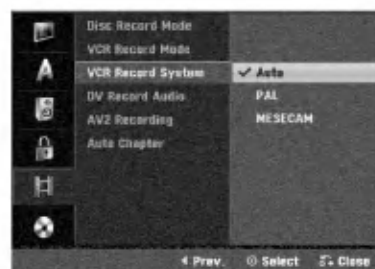 Disc Record Mode
VCR Record Mode
VCR Record System ✓ Auto
DV Record Audio PAL
AV2 Recording MESECAM
Auto Chapter
A
Prev. Select Close